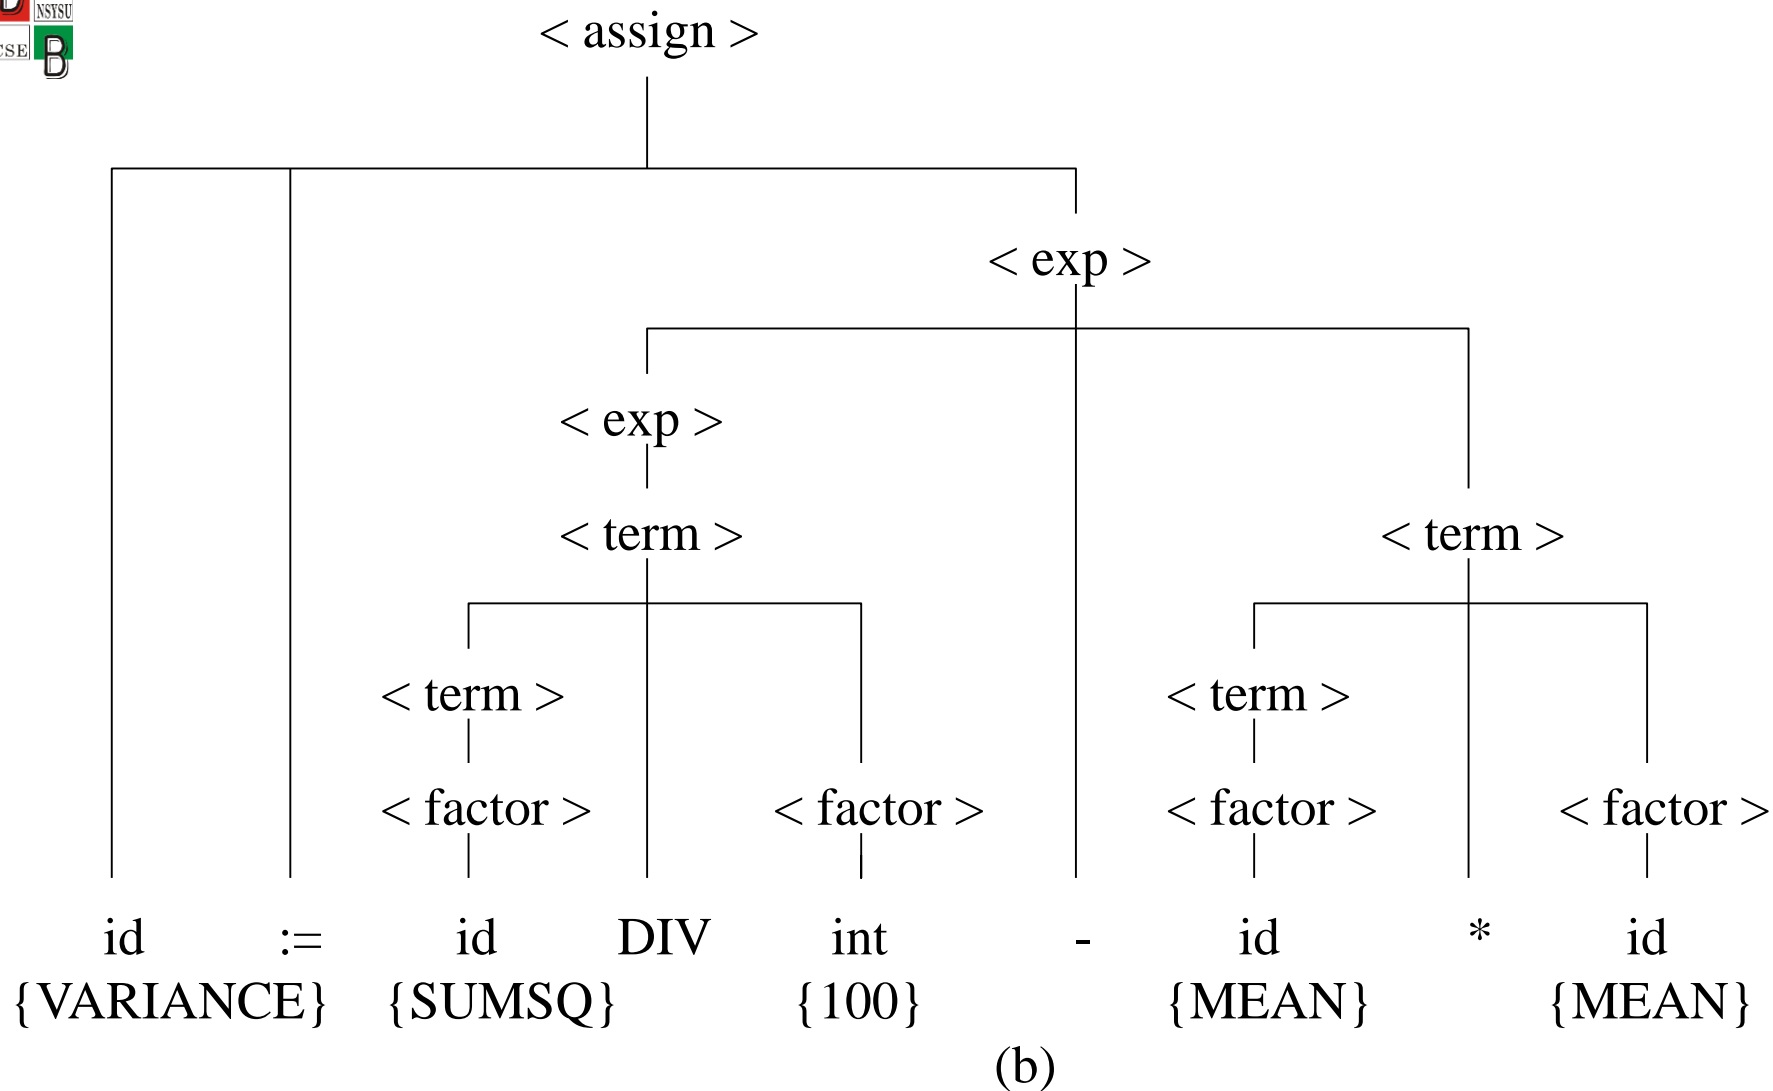 NSYSU
CSE B
< assign >
< exp >
< exp >
< term > < term >
< term > < term >
< factor > < factor > < factor > < factor >
id := id DIV int - id * id
{VARIANCE} {SUMSQ} {100} {MEAN} {MEAN}
(b)